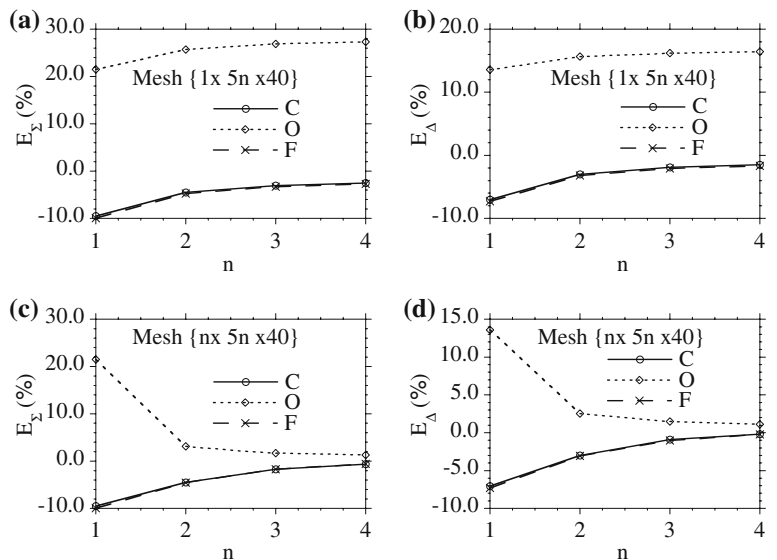 (a)
30.0
20.0
10.0
0.0
-10.0
E_Σ (%)
Mesh {1x 5n x40}
C
O
F
1 2 3 4
n
(b)
20.0
10.0
0.0
-10.0
E_Δ (%)
Mesh {1x 5n x40}
C
O
F
1 2 3 4
n
(c)
30.0
20.0
10.0
0.0
-10.0
E_Σ (%)
Mesh {nx 5n x40}
C
O
F
1 2 3 4
n
(d)
15.0
10.0
5.0
0.0
-5.0
-10.0
E_Δ (%)
Mesh {nx 5n x40}
C
O
F
1 2 3 4
n